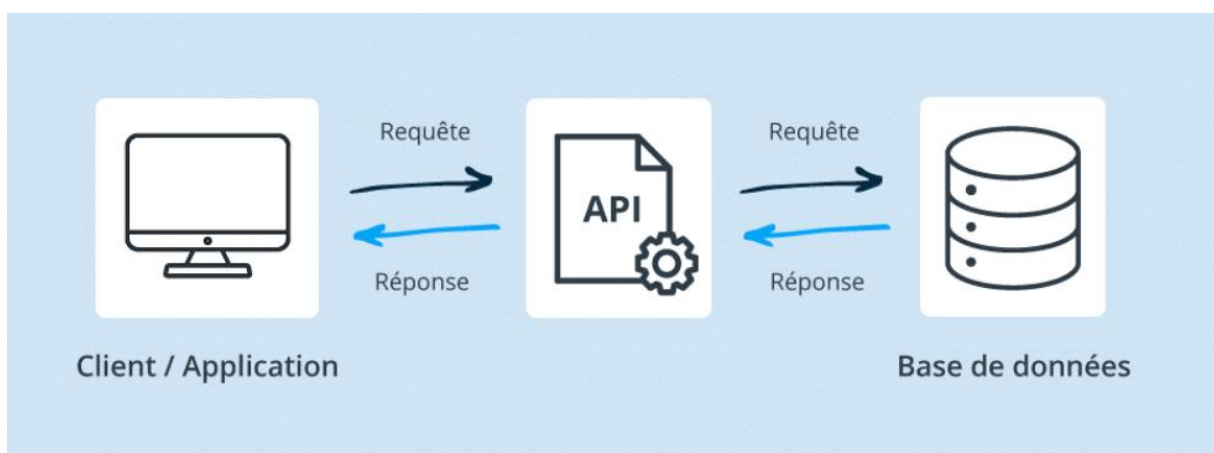 Requête
Requête
API
Réponse
Réponse
Client / Application
Base de données